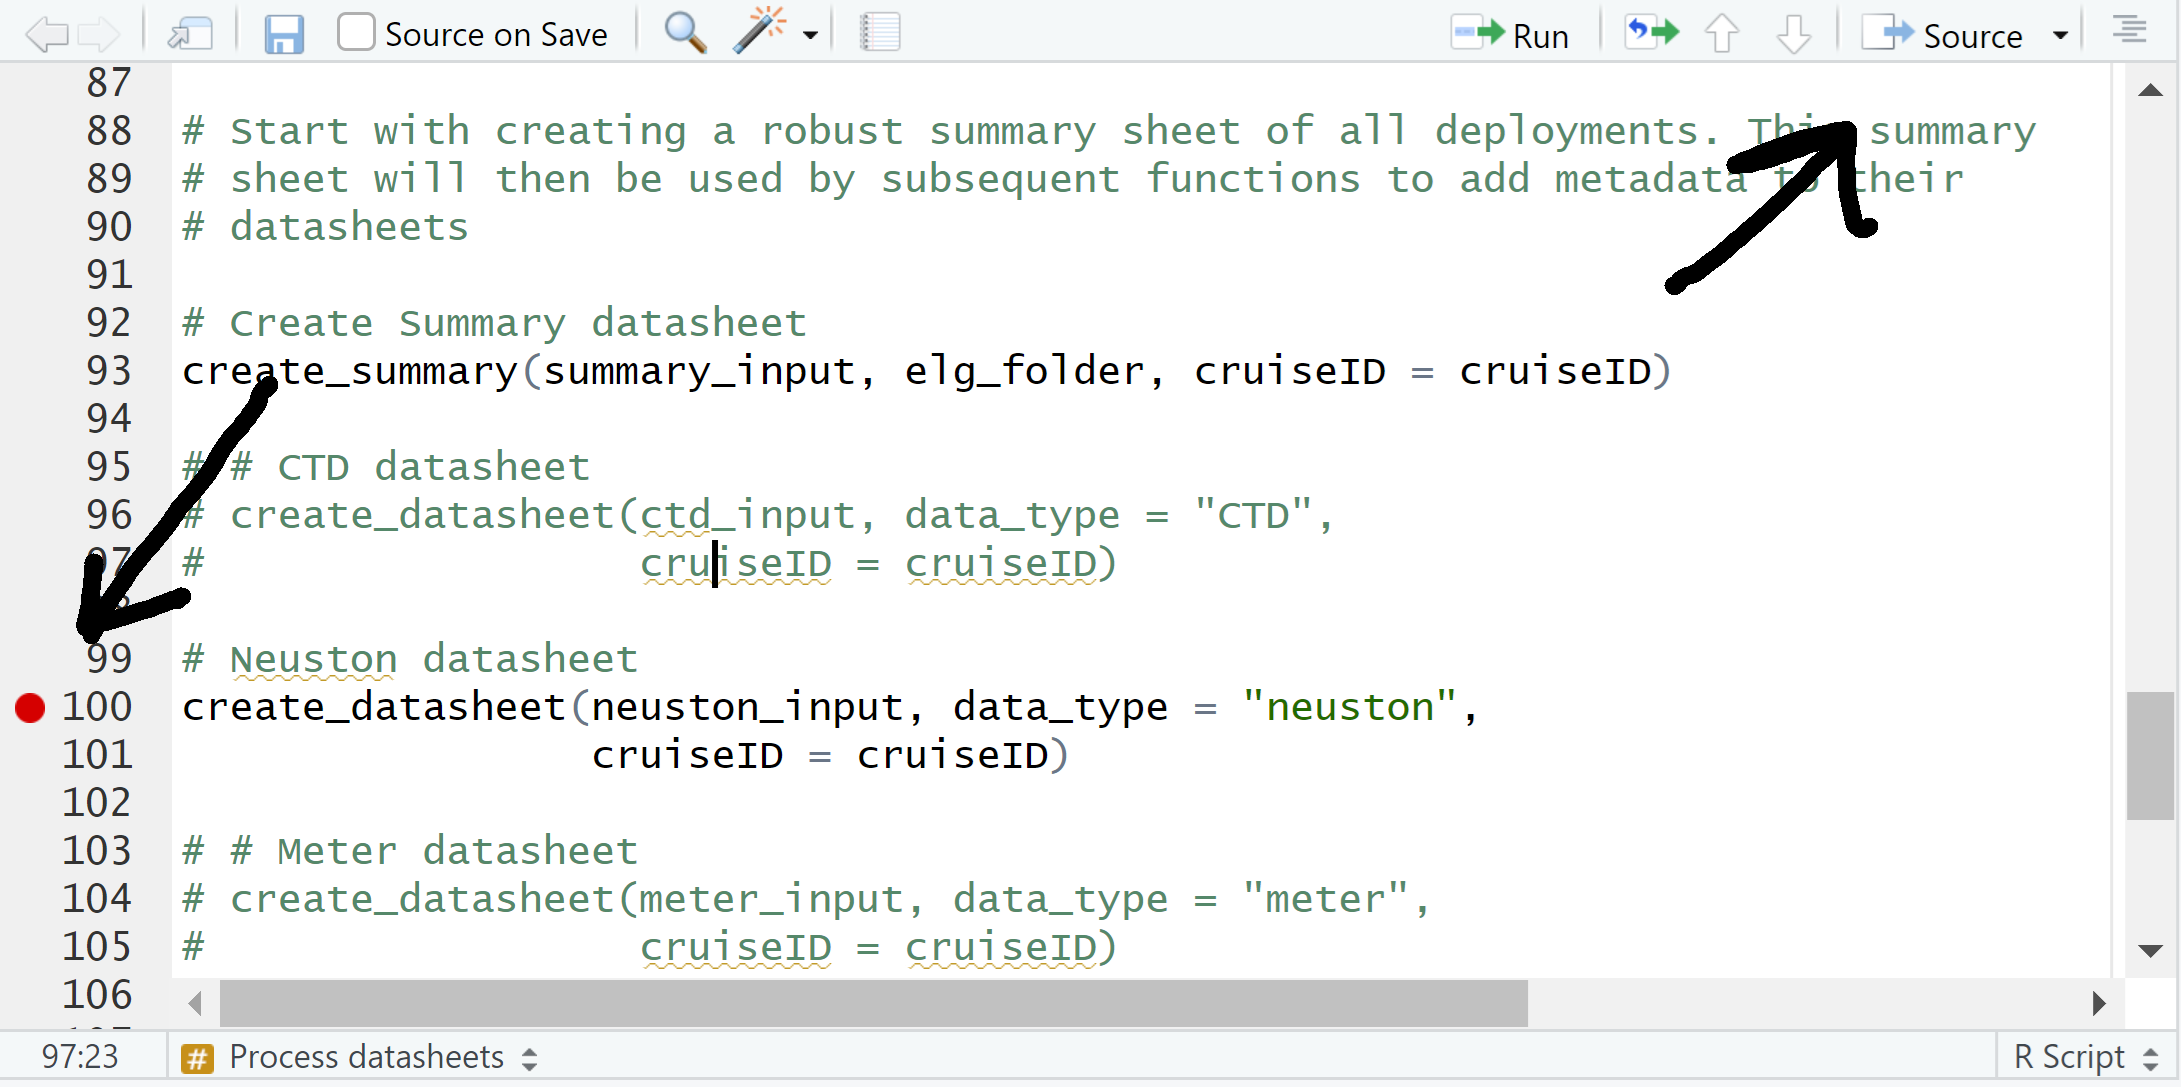 Source on Save Run Source
87
88 # Start with creating a robust summary sheet of all deployments. summary
89 # sheet will then be used by subsequent functions to add metadata to their
90 # datasheets
91
92 # Create Summary datasheet
93 create_summary(summary_input, elg_folder, cruiseID = cruiseID)
94
95 # # CTD datasheet
96 # create_datasheet(ctd_input, data_type = "CTD",
97 # cruiseID = cruiseID)
99 # Neuston datasheet
100 create_datasheet(neuston_input, data_type = "neuston",
101 cruiseID = cruiseID)
102
103 # # Meter datasheet
104 # create_datasheet(meter_input, data_type = "meter",
105 # cruiseID = cruiseID)
106
97:23 # Process datasheets R Script